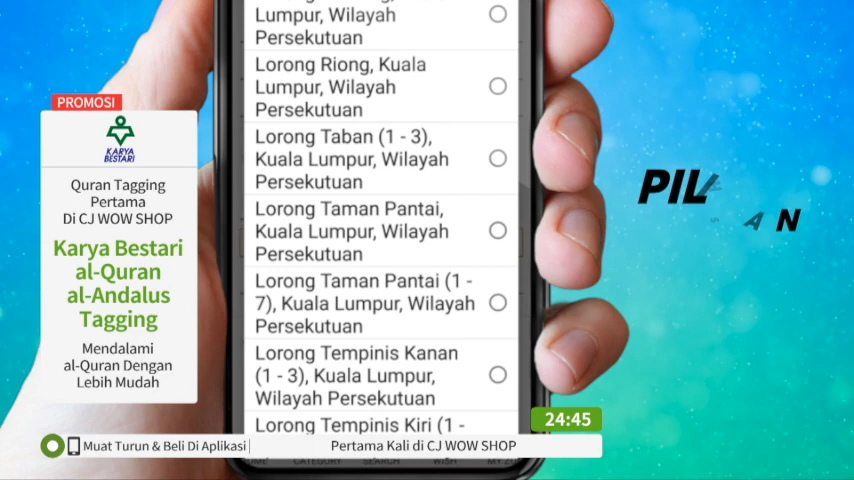 Lumpur, Wilayah
Persekutuan
Lorong Riong, Kuala
Lumpur, Wilayah
Persekutuan
Lorong Taban (1 - 3),
Kuala Lumpur, Wilayah
Persekutuan
Lorong Taman Pantai,
Kuala Lumpur, Wilayah
Persekutuan
Lorong Taman Pantai (1 -
7), Kuala Lumpur, Wilayah
Persekutuan
Lorong Tempinis Kanan
(1 - 3), Kuala Lumpur,
Wilayah Persekutuan
Lorong Tempinis Kiri (1 -
PROMOSI
KARYA
BESTARI
Quran Tagging
Pertama
Di CJ WOW SHOP
Karya Bestari
al-Quran
al-Andalus
Tagging
Mendalami
al-Quran Dengan
Lebih Mudah
PIL
AN
24:45
Muat Turun & Beli Di Aplikasi
Pertama Kali di CJ WOW SHOP